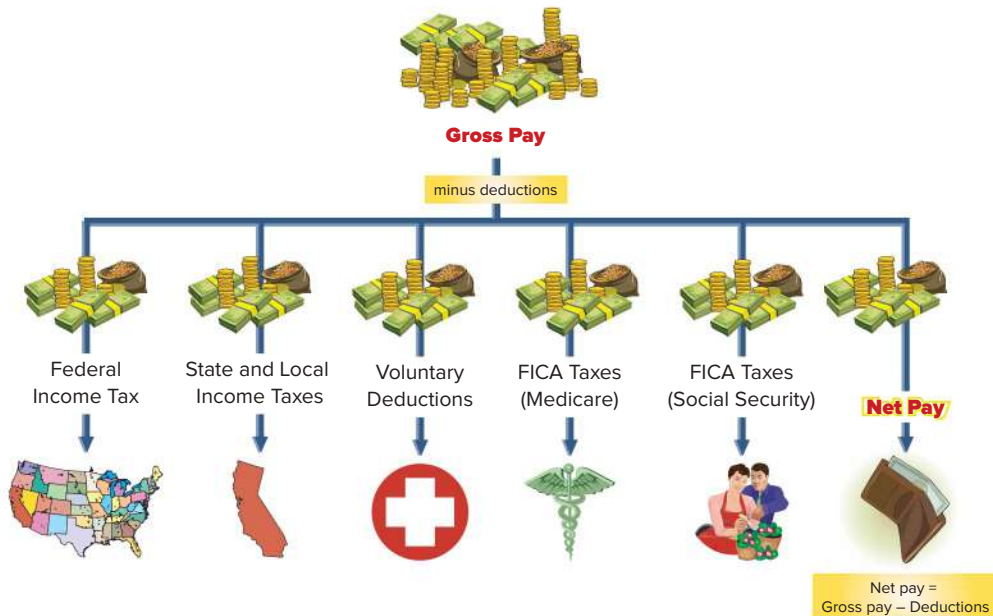 Gross Pay
minus deductions
Federal
Income Tax
State and Local
Income Taxes
Voluntary
Deductions
FICA Taxes
(Medicare)
FICA Taxes
(Social Security)
Net Pay
Net pay =
Gross pay – Deductions